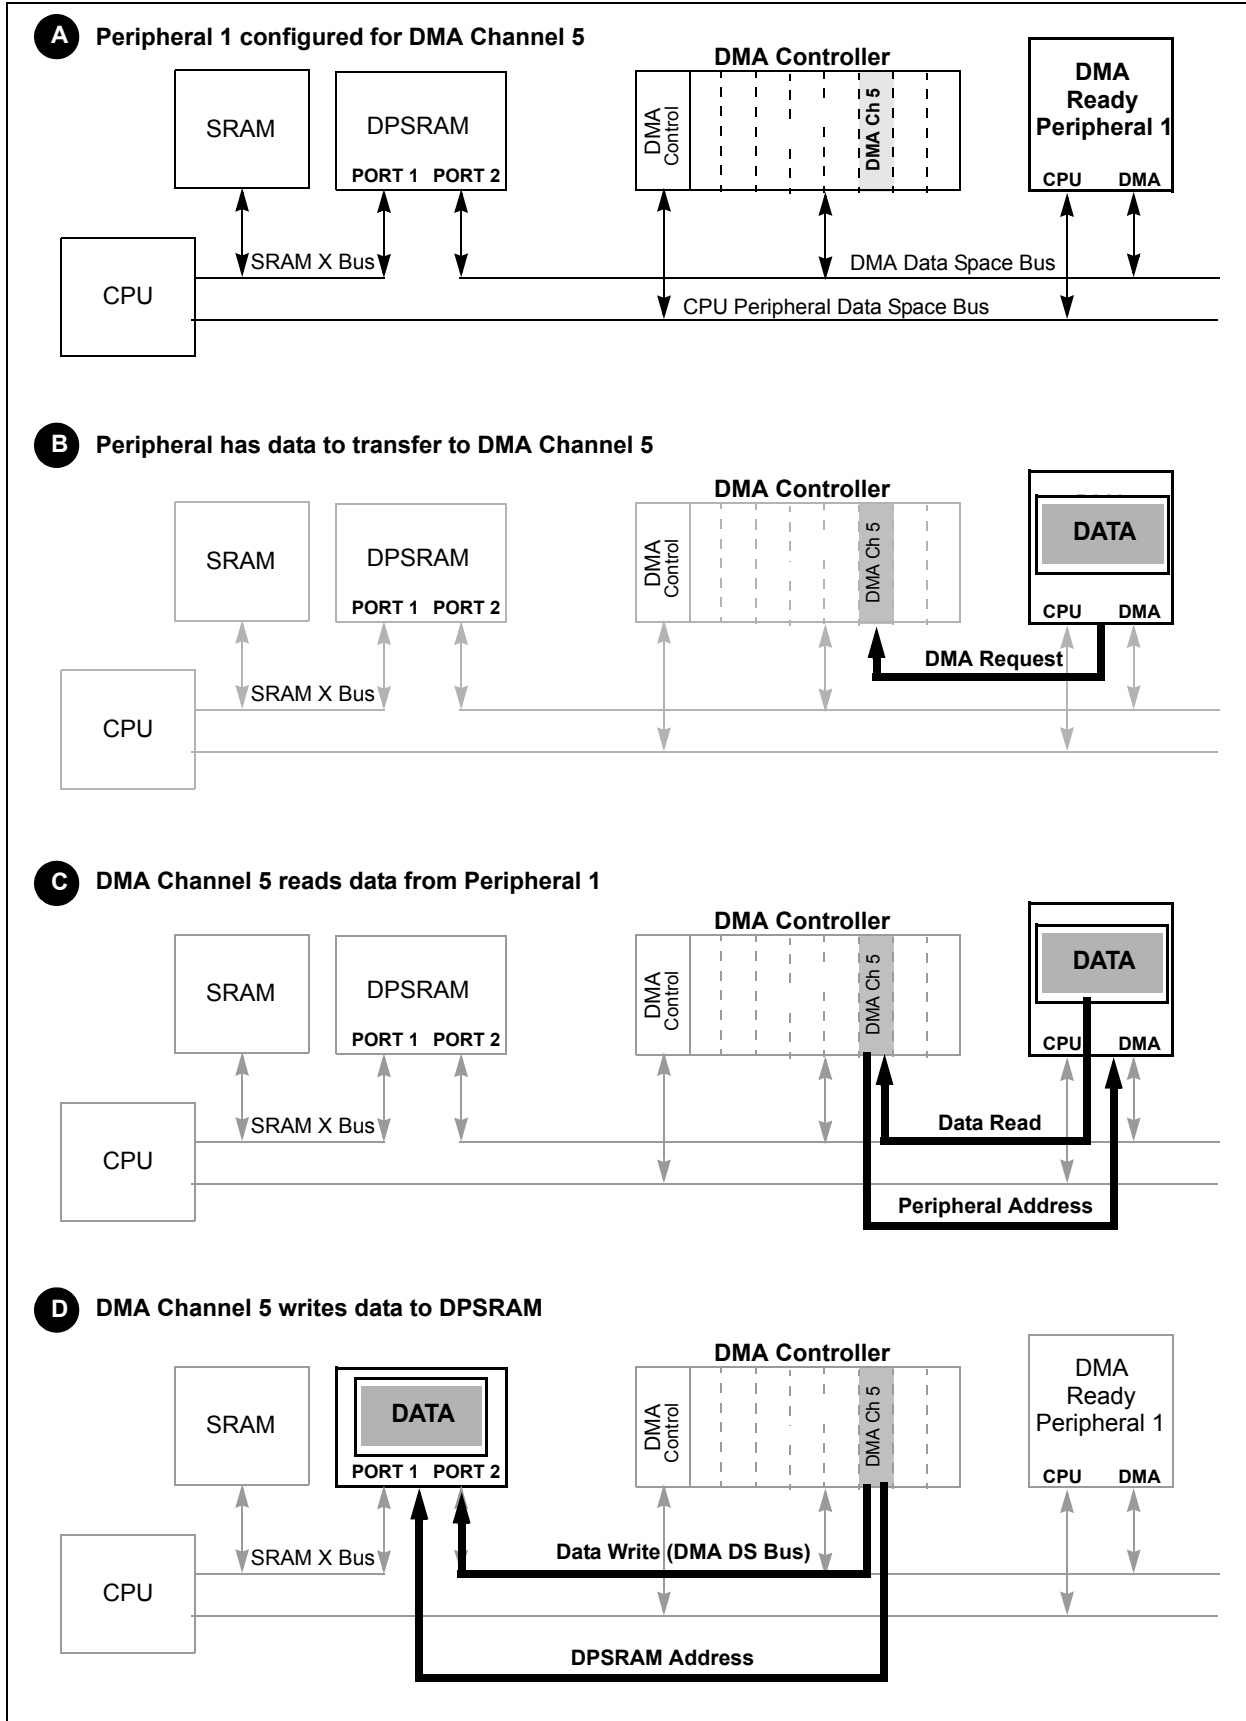 A Peripheral 1 configured for DMA Channel 5
DMA Controller
SRAM
DPSRAM
PORT 1 PORT 2
DMA
Control
DMA Ch 5
DMA
Ready
Peripheral 1
CPU DMA
SRAM X Bus
DMA Data Space Bus
CPU
CPU Peripheral Data Space Bus
B Peripheral has data to transfer to DMA Channel 5
DMA Controller
SRAM
DPSRAM
PORT 1 PORT 2
DMA
Control
DMA Ch 5
DATA
CPU DMA
DMA Request
SRAM X Bus
CPU
C DMA Channel 5 reads data from Peripheral 1
DMA Controller
SRAM
DPSRAM
PORT 1 PORT 2
DMA
Control
DMA Ch 5
DATA
CPU DMA
SRAM X Bus
Data Read
CPU
Peripheral Address
D DMA Channel 5 writes data to DPSRAM
DMA Controller
SRAM
DATA
PORT 1 PORT 2
DMA
Control
DMA Ch 5
DMA
Ready
Peripheral 1
CPU DMA
SRAM X Bus
Data Write (DMA DS Bus)
CPU
DPSRAM Address